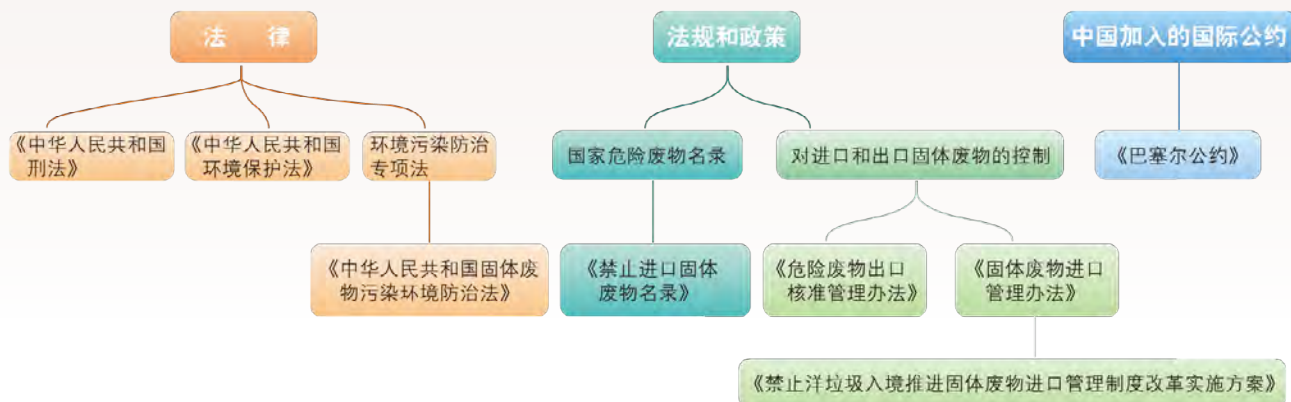 法 律
法规和政策
中国加入的国际公约
《中华人民共和国
刑法》
《中华人民共和国
环境保护法》
环境污染防治
专项法
国家危险废物名录
对进口和出口固体废物的控制
《巴塞尔公约》
《中华人民共和国固体废
物污染环境防治法》
《禁止进口固体
废物名录》
《危险废物出口
核准管理办法》
《固体废物进口
管理办法》
《禁止洋垃圾入境推进固体废物进口管理制度改革实施方案》